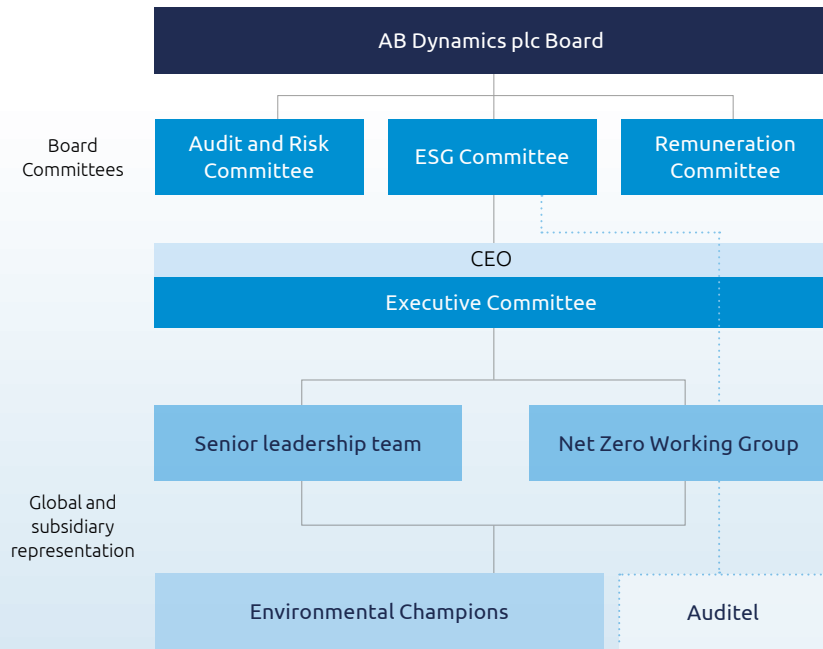 AB Dynamics plc Board
Board
Committees
Audit and Risk
Committee
ESG Committee
Remuneration
Committee
CEO
Executive Committee
Senior leadership team
Net Zero Working Group
Global and
subsidiary
representation
Environmental Champions
Auditel